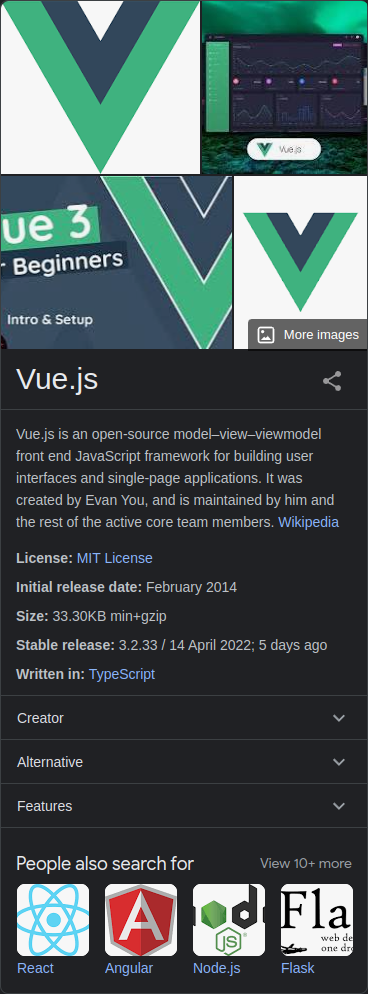 Vue.js
ue 3
r Beginners
Intro & Setup
More images
Vue.js
Vue.js is an open-source model–view–viewmodel
front end JavaScript framework for building user
interfaces and single-page applications. It was
created by Evan You, and is maintained by him and
the rest of the active core team members. Wikipedia
License: MIT License
Initial release date: February 2014
Size: 33.30KB min+gzip
Stable release: 3.2.33 / 14 April 2022; 5 days ago
Written in: TypeScript
Creator
Alternative
Features
People also search for View 10+ more
A
d
JS
Fla
web de
one dro
React Angular Node.js Flask